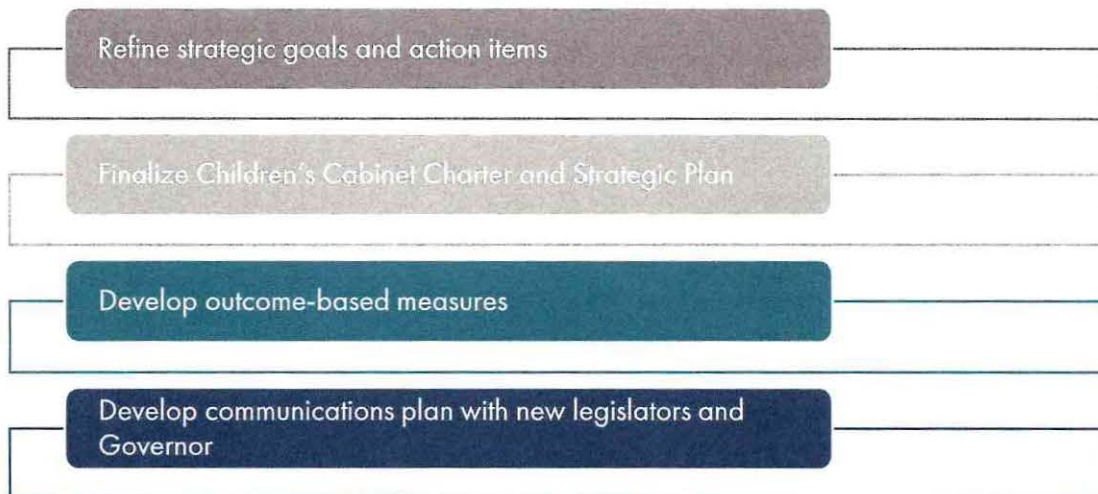 Refine strategic goals and action items
Finalize Children's Cabinet Charter and Strategic Plan
Develop outcome-based measures
Develop communications plan with new legislators and
Governor